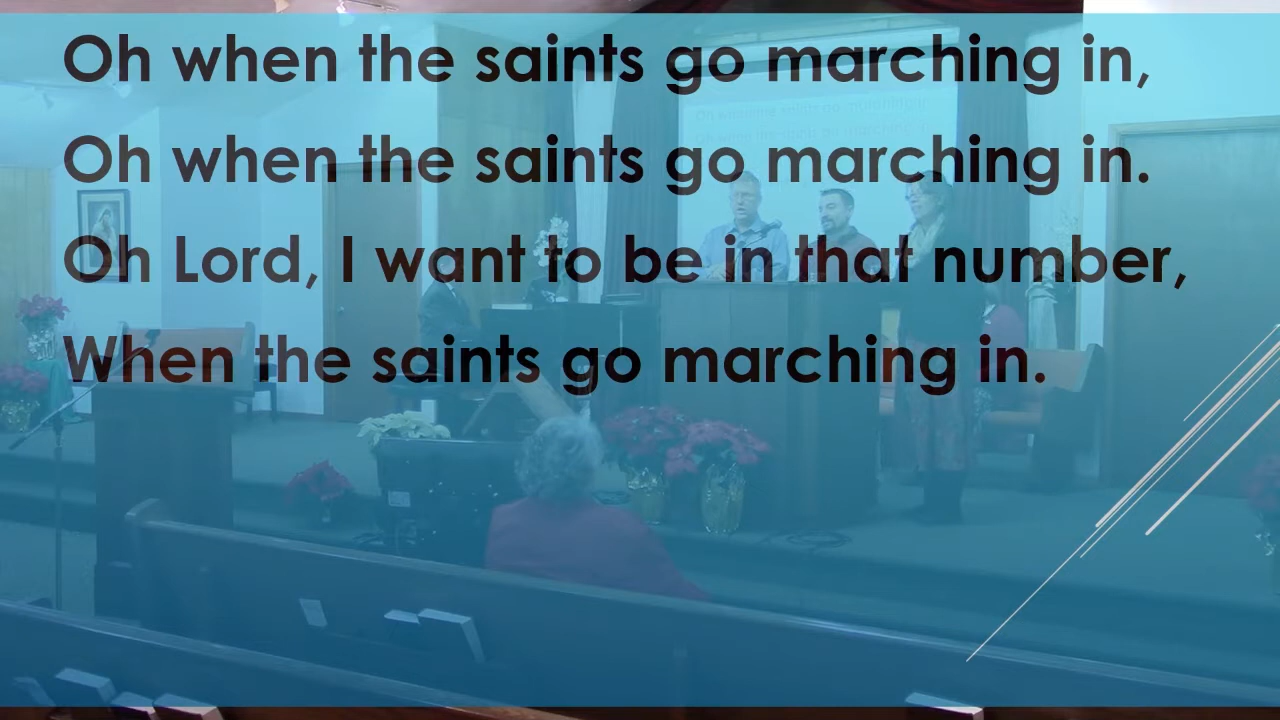 Oh when the saints go marching in,
Oh when the saints go marching in.
Oh Lord, I want to be in that number,
When the saints go marching in.